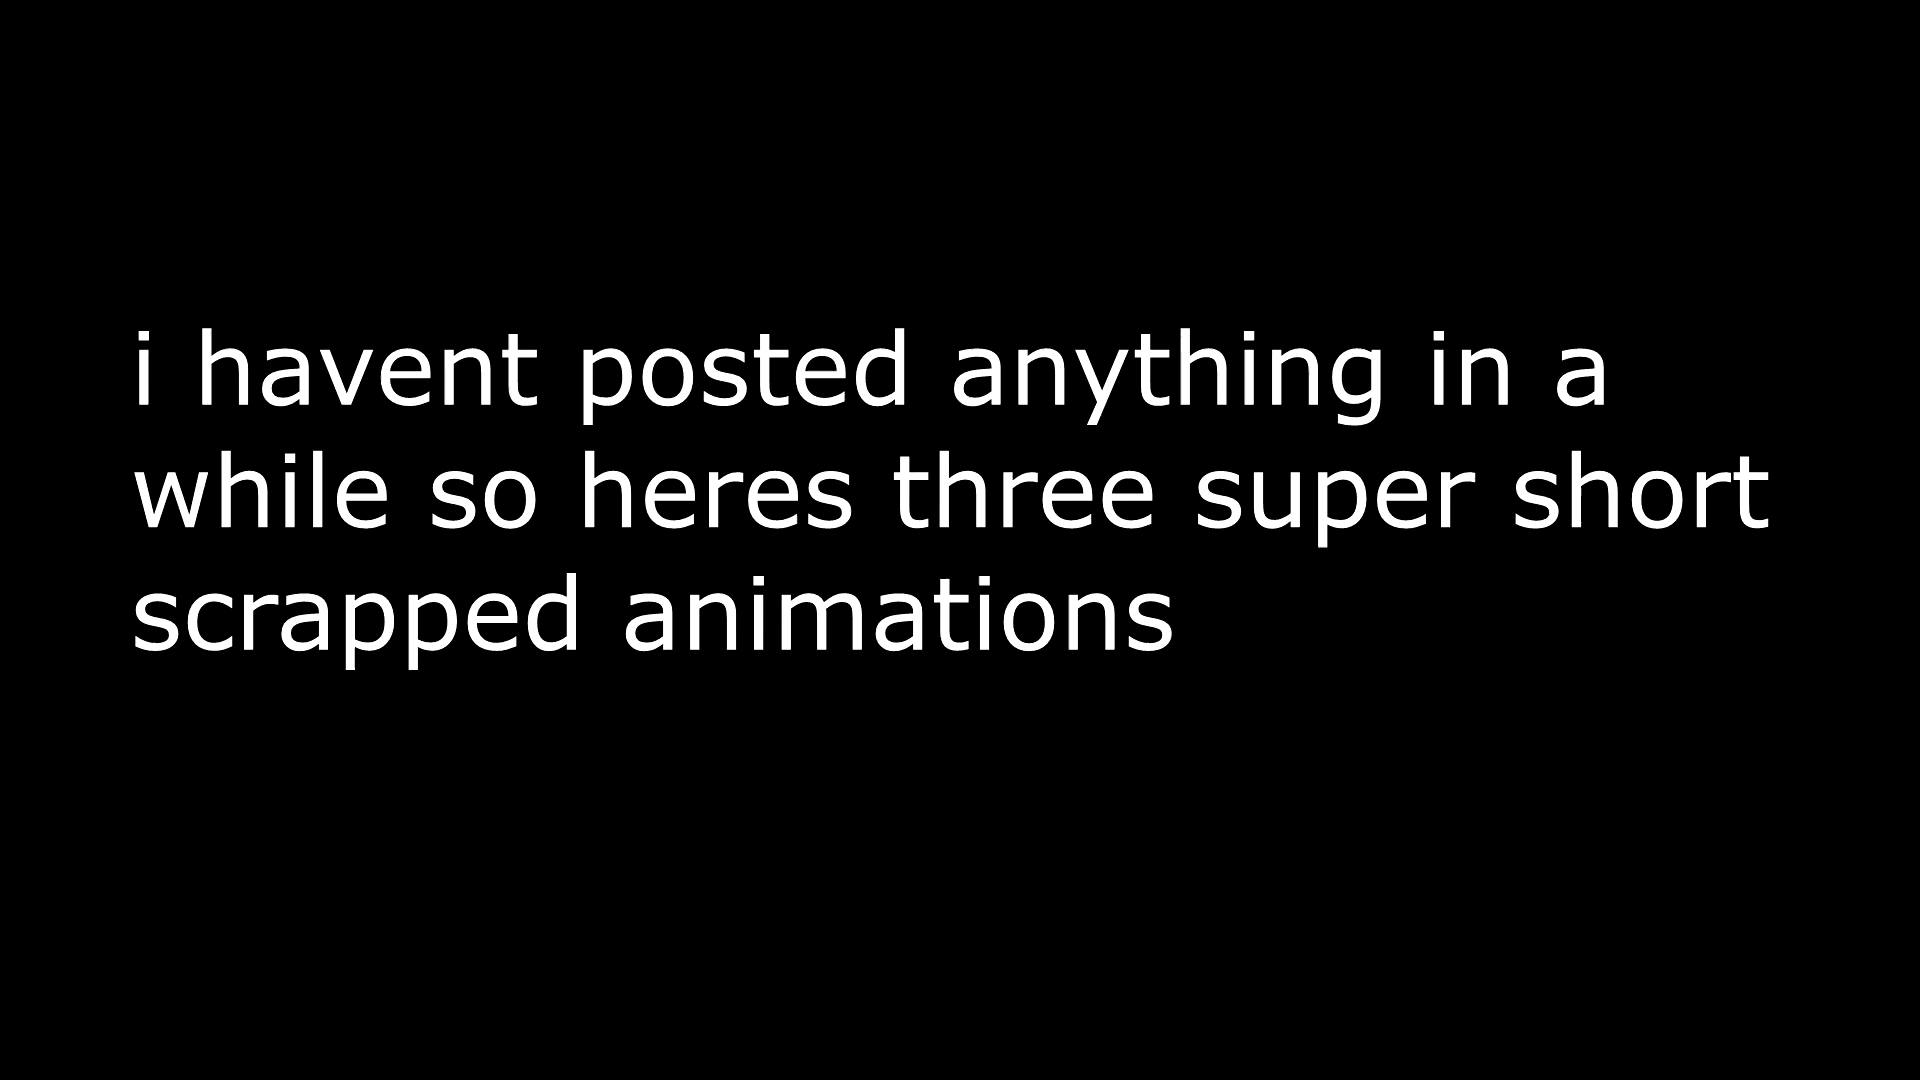 i havent posted anything in a
while so heres three super short
scrapped animations